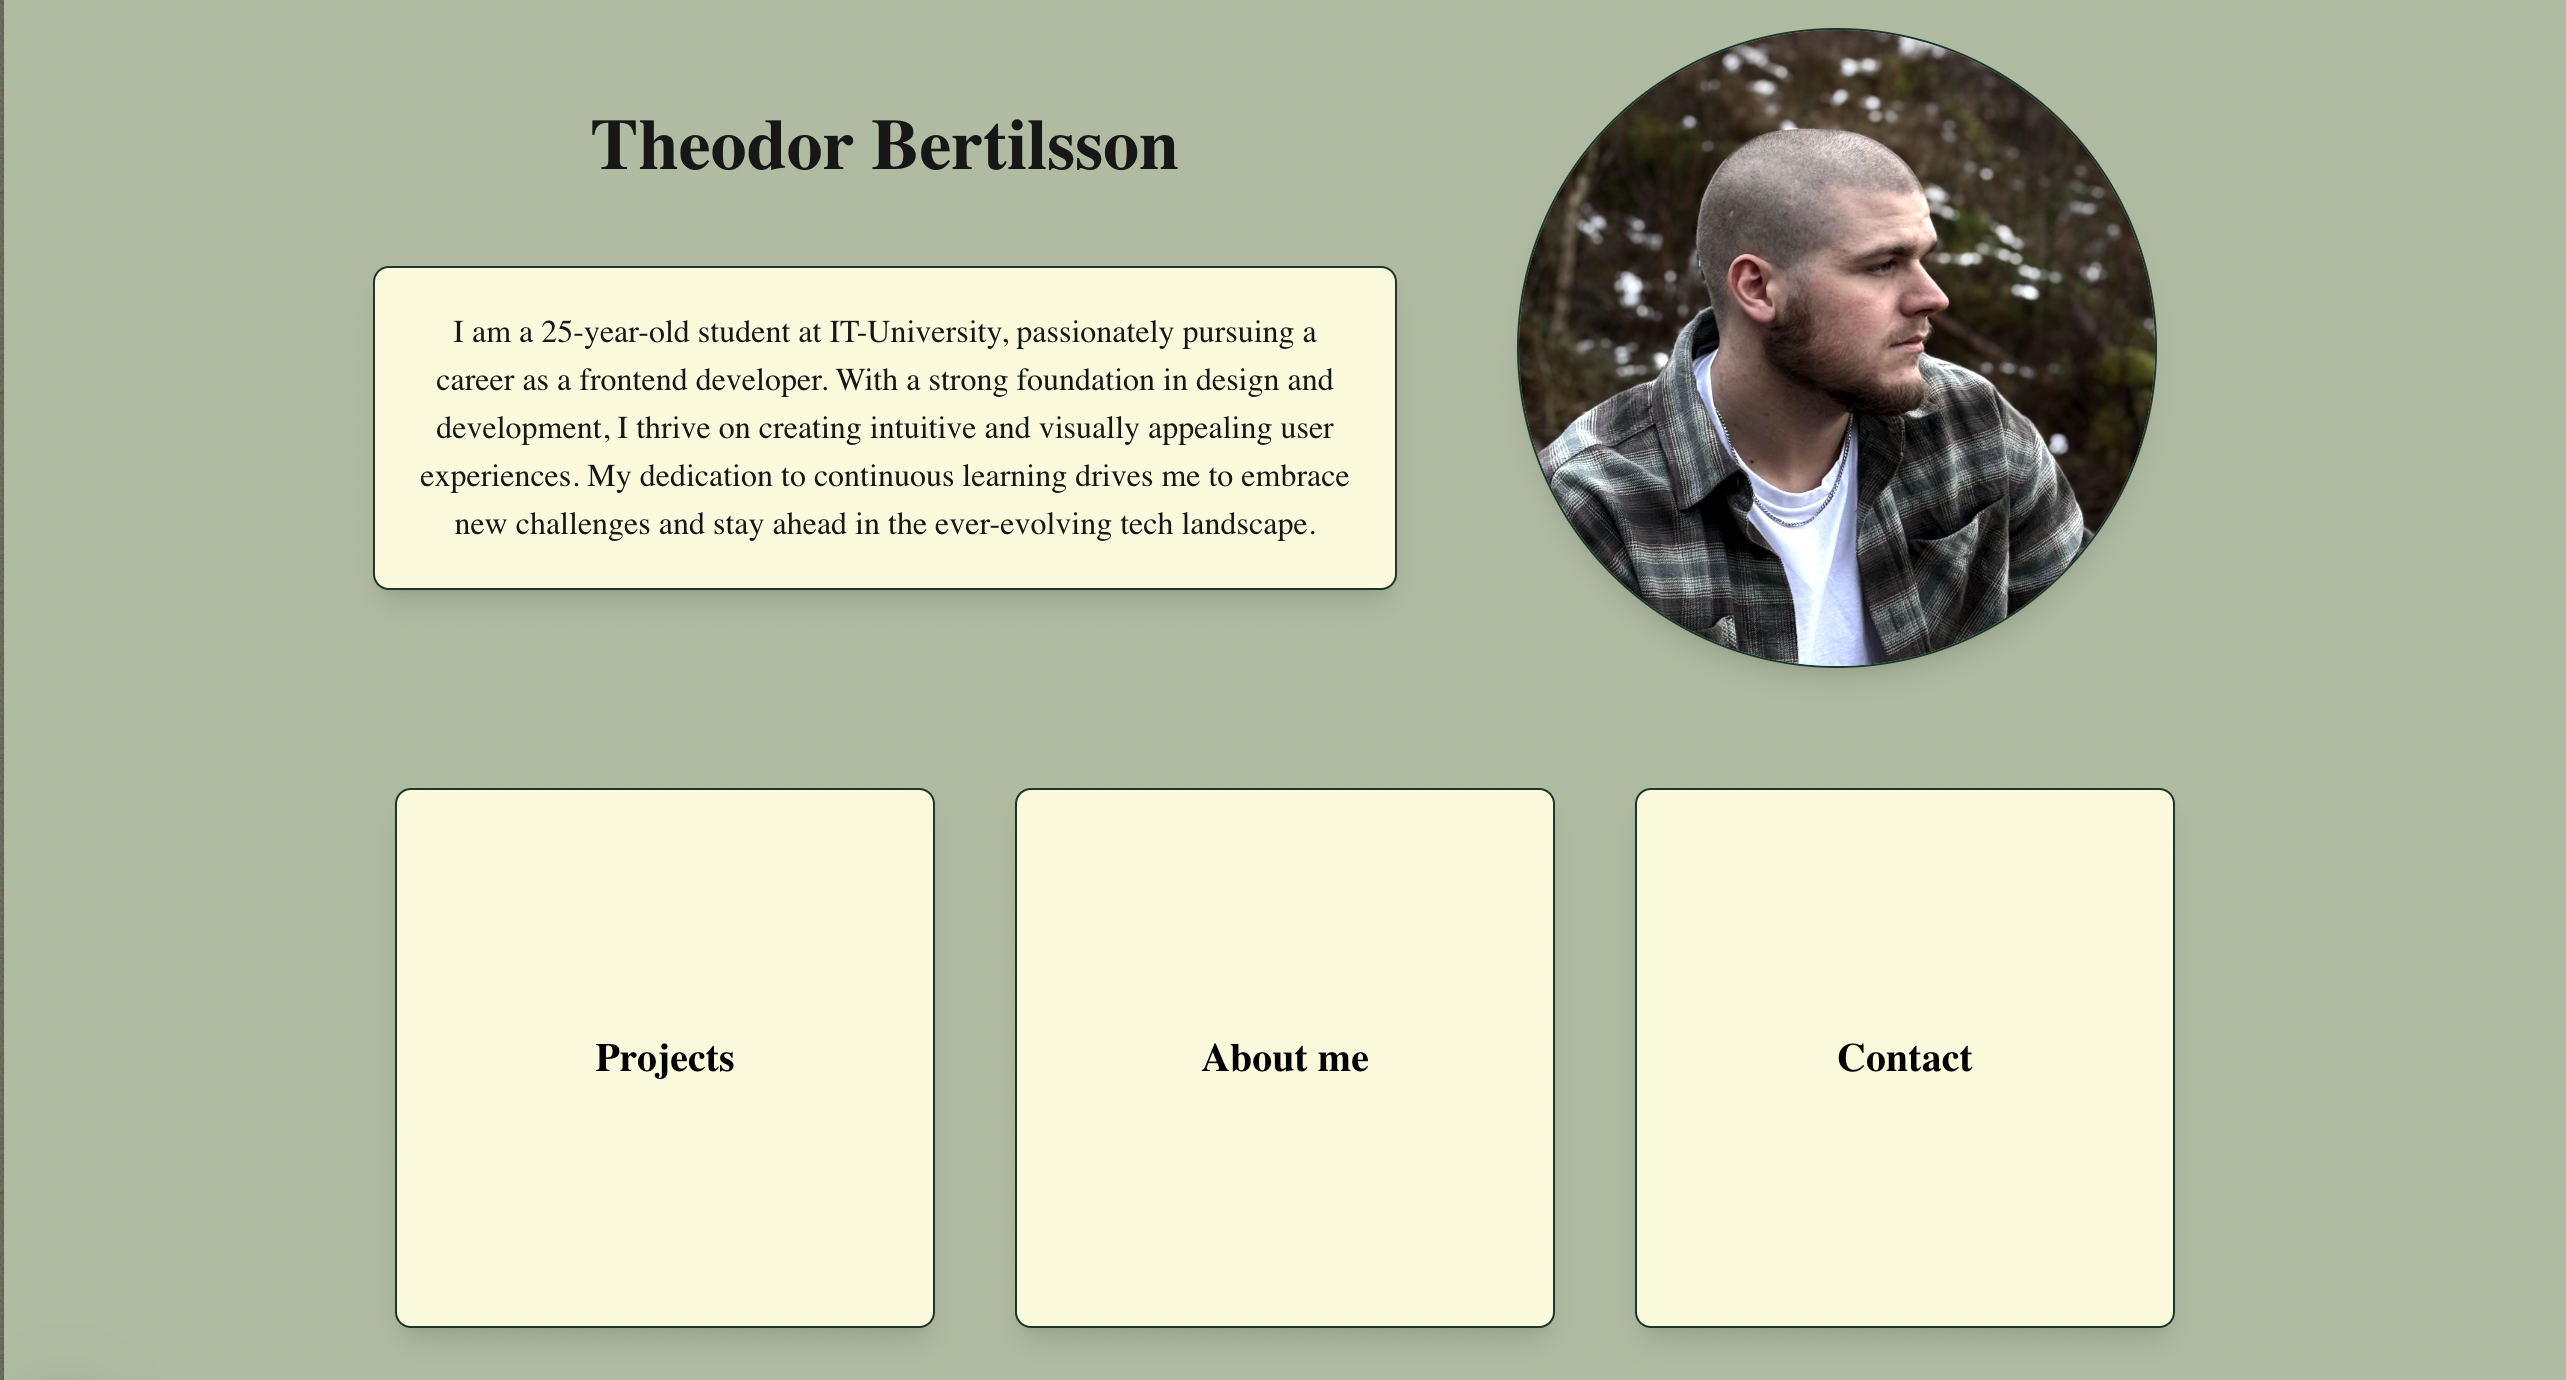 Theodor Bertilsson
I am a 25-year-old student at IT-University, passionately pursuing a
career as a frontend developer. With a strong foundation in design and
development, I thrive on creating intuitive and visually appealing user
experiences. My dedication to continuous learning drives me to embrace
new challenges and stay ahead in the ever-evolving tech landscape.
Projects
About me
Contact